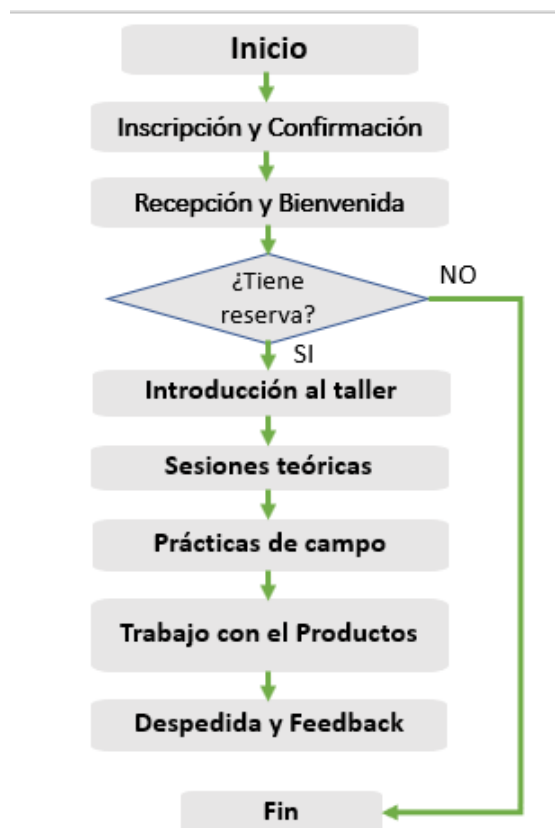 Inicio
Inscripción y Confirmación
Recepción y Bienvenida
¿Tiene
reserva?
NO
SI
Introducción al taller
Sesiones teóricas
Prácticas de campo
Trabajo con el Productos
Despedida y Feedback
Fin